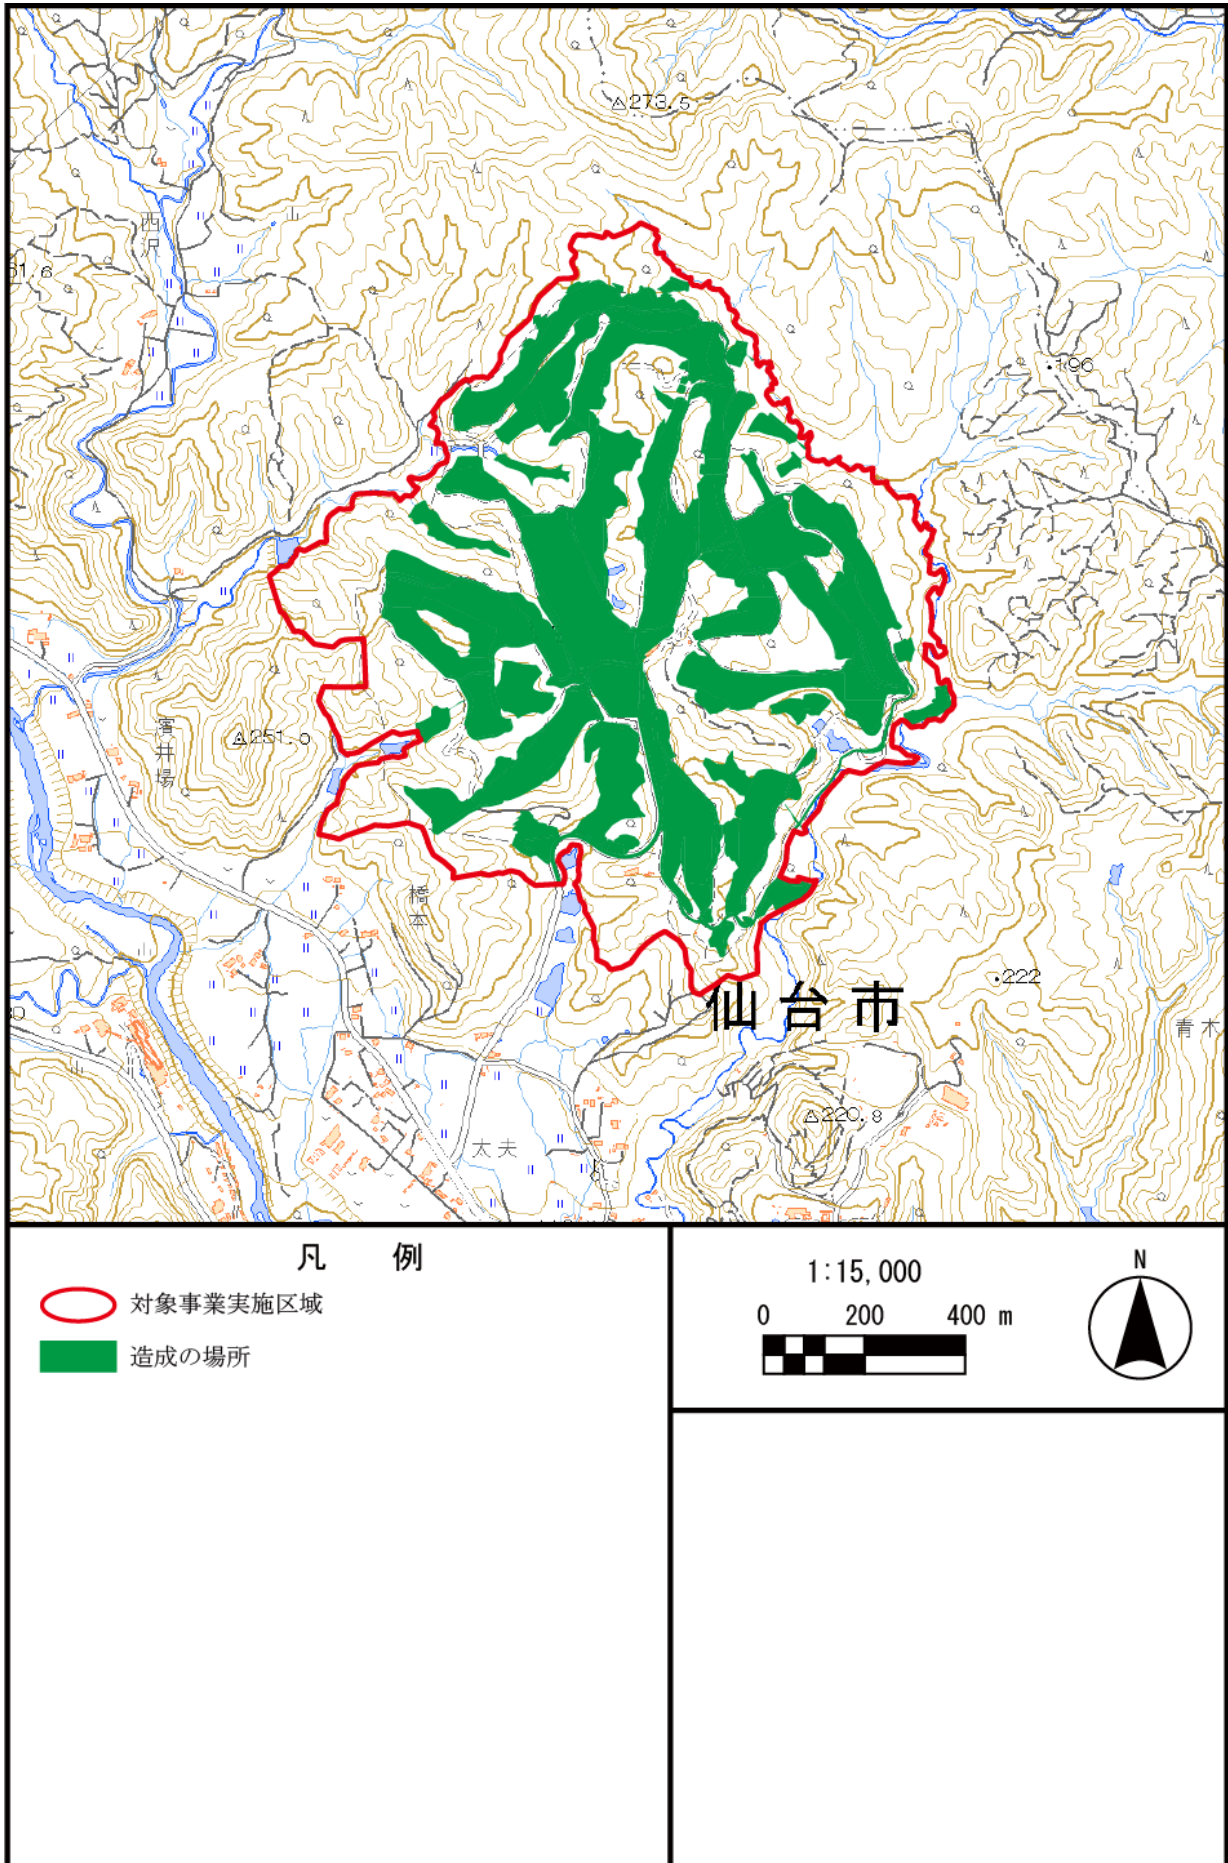 273.5
西沢
31.6
196
251.0
宿井場
橋本
仙台市
222
青木
220.8
太夫
凡 例
対象事業実施区域
造成の場所
1:15,000
0 200 400 m
N